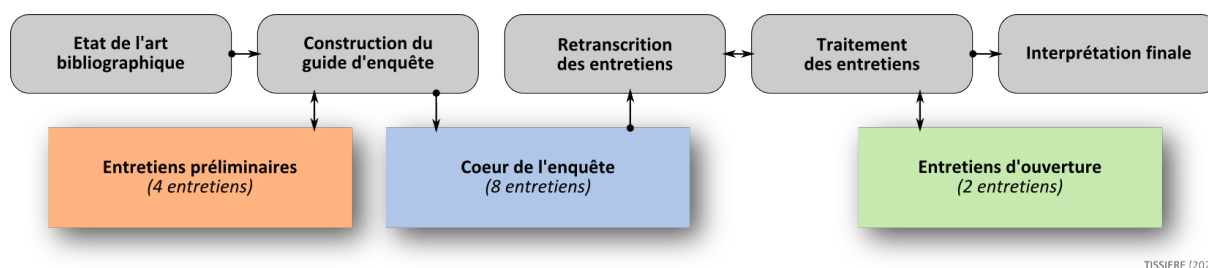 Etat de l'art
bibliographique
Construction du
guide d'enquête
Retranscrition
des entretiens
Traitement
des entretiens
Interprétation finale
Entretiens préliminaires
(4 entretiens)
Coeur de l'enquête
(8 entretiens)
Entretiens d'ouverture
(2 entretiens)
TISSIERE (202